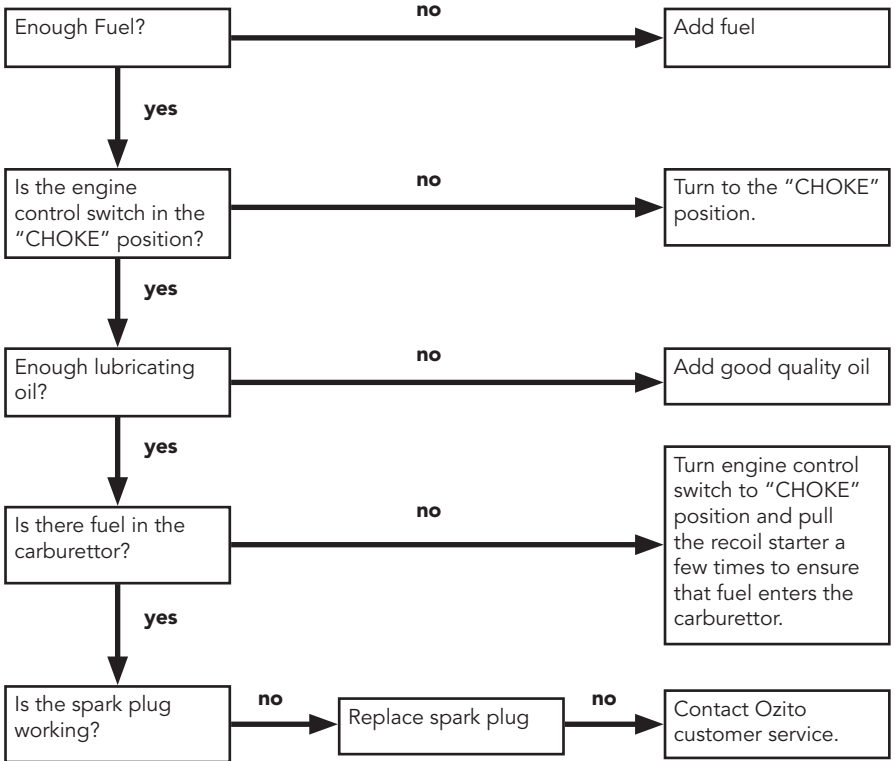 Enough Fuel?
no
Add fuel
yes
Is the engine
control switch in the
“CHOKE” position?
no
Turn to the “CHOKE”
position.
yes
Enough lubricating
oil?
no
Add good quality oil
yes
Is there fuel in the
carburettor?
no
Turn engine control
switch to “CHOKE”
position and pull
the recoil starter a
few times to ensure
that fuel enters the
carburettor.
yes
Is the spark plug
working?
no
Replace spark plug
no
Contact Ozito
customer service.